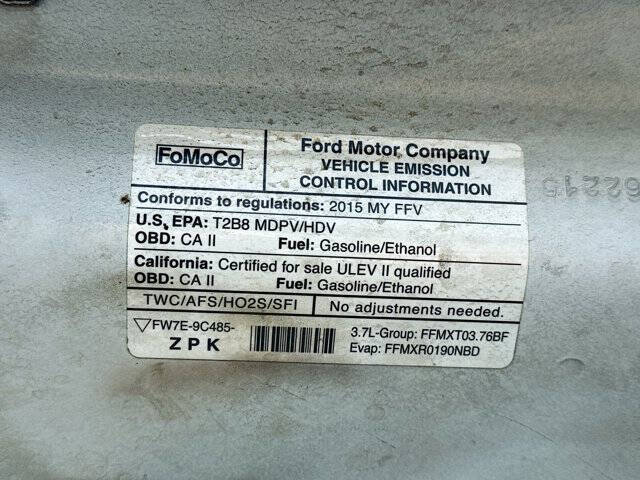 FoMoCo
Ford Motor Company
VEHICLE EMISSION
CONTROL INFORMATION
Conforms to regulations: 2015 MY FFV
U.S. EPA: T2B8 MDPV/HDV
OBD: CA II Fuel: Gasoline/Ethanol
California: Certified for sale ULEV II qualified
OBD: CA II Fuel: Gasoline/Ethanol
TWC/AFS/HO2S/SFI
No adjustments needed.
FW7E-9C485-
ZPK
3.7L-Group: FFMXT03.76BF
Evap: FFMXR0190NBD